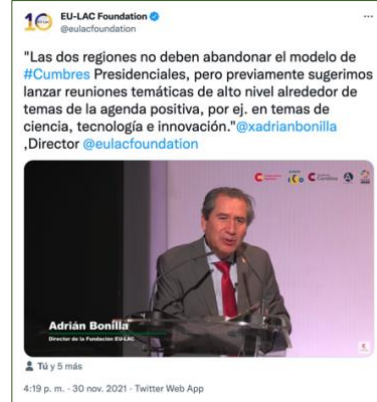 EU-LAC Foundation
@eulacfoundation
"Las dos regiones no deben abandonar el modelo de
#Cumbres Presidenciales, pero previamente sugerimos
lanzar reuniones temáticas de alto nivel alrededor de
temas de la agenda positiva, por ej. en temas de
ciencia, tecnología e innovación."@xadrianbonilla
,Director @eulacfoundation
Adrián Bonilla
Director de la Fundación EU-LAC
Tú y 5 más
4:19 p. m. · 30 nov. 2021 · Twitter Web App